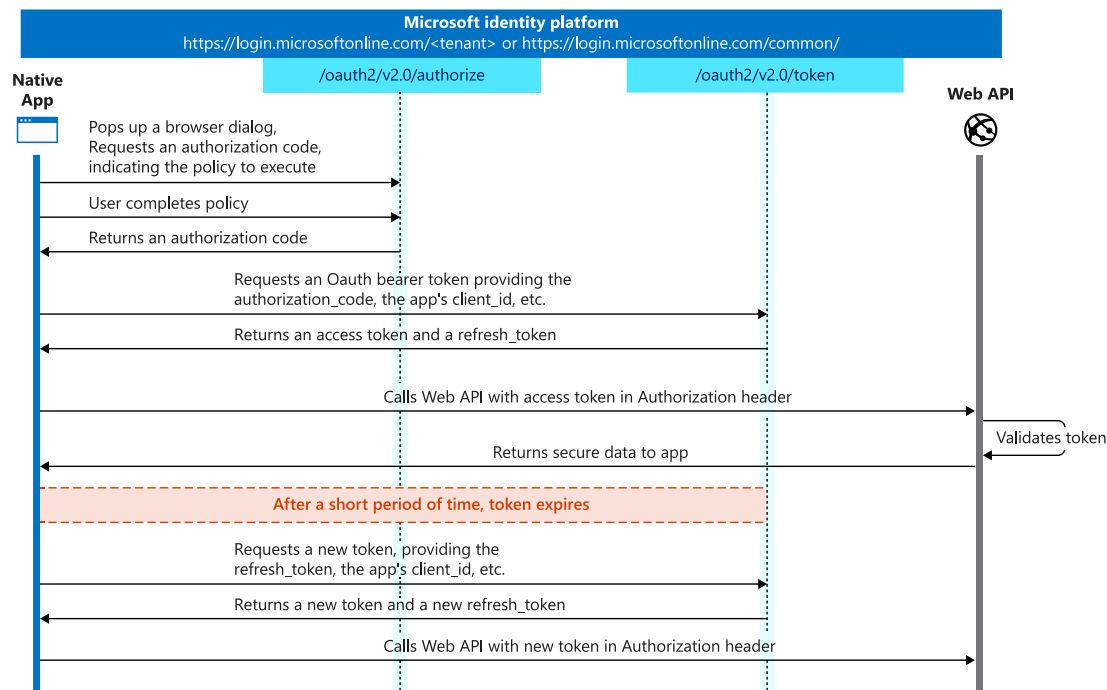 Microsoft identity platform
https://login.microsoftonline.com/<tenant> or https://login.microsoftonline.com/common/
/oauth2/v2.0/authorize
/oauth2/v2.0/token
Native
App
Web API
Pops up a browser dialog,
Requests an authorization code,
indicating the policy to execute
User completes policy
Returns an authorization code
Requests an Oauth bearer token providing the
authorization_code, the app's client_id, etc.
Returns an access token and a refresh_token
Calls Web API with access token in Authorization header
Validates token
Returns secure data to app
After a short period of time, token expires
Requests a new token, providing the
refresh_token, the app's client_id, etc.
Returns a new token and a new refresh_token
Calls Web API with new token in Authorization header